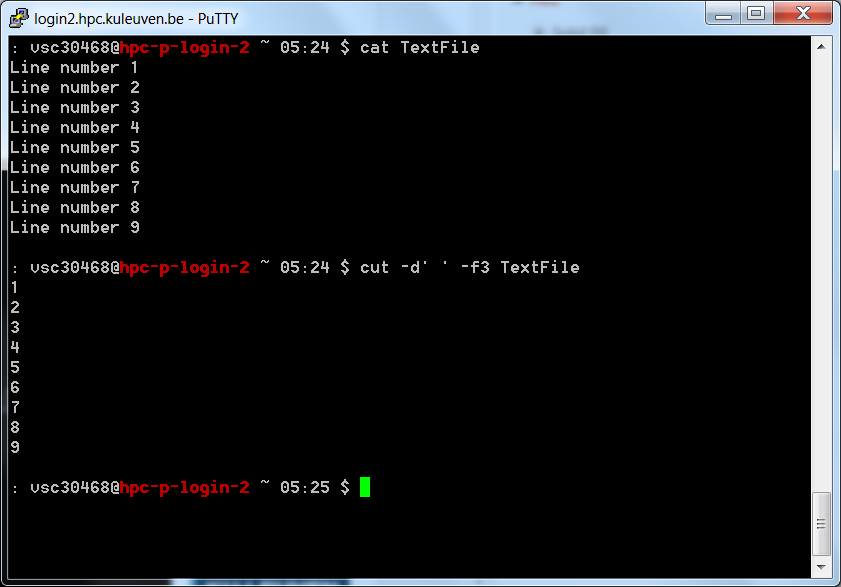 login2.hpc.kuleuven.be - PuTTY
: vsc30468@hpc-p-login-2 ~ 05:24 $ cat TextFile
Line number 1
Line number 2
Line number 3
Line number 4
Line number 5
Line number 6
Line number 7
Line number 8
Line number 9
: vsc30468@hpc-p-login-2 ~ 05:24 $ cut -d' ' -f3 TextFile
1
2
3
4
5
6
7
8
9
: vsc30468@hpc-p-login-2 ~ 05:25 $